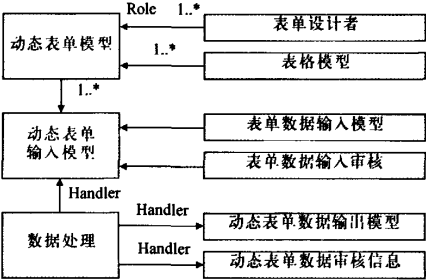 Role 1..*
表单设计者
动态表单模型
1..*
表格模型
1..*
表单数据输入模型
动态表单
输入模型
表单数据输入审核
Handler
Handler
动态表单数据输出模型
数据处理
Handler
动态表单数据审核信息